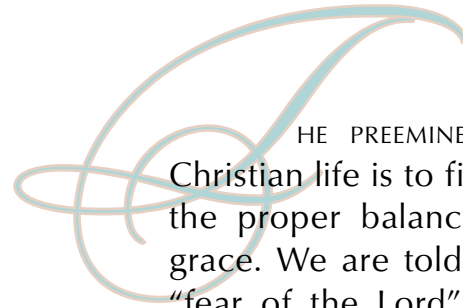 THE PREEMINE
Christian life is to fi
the proper balanc
grace. We are told
“fear of the Lord”